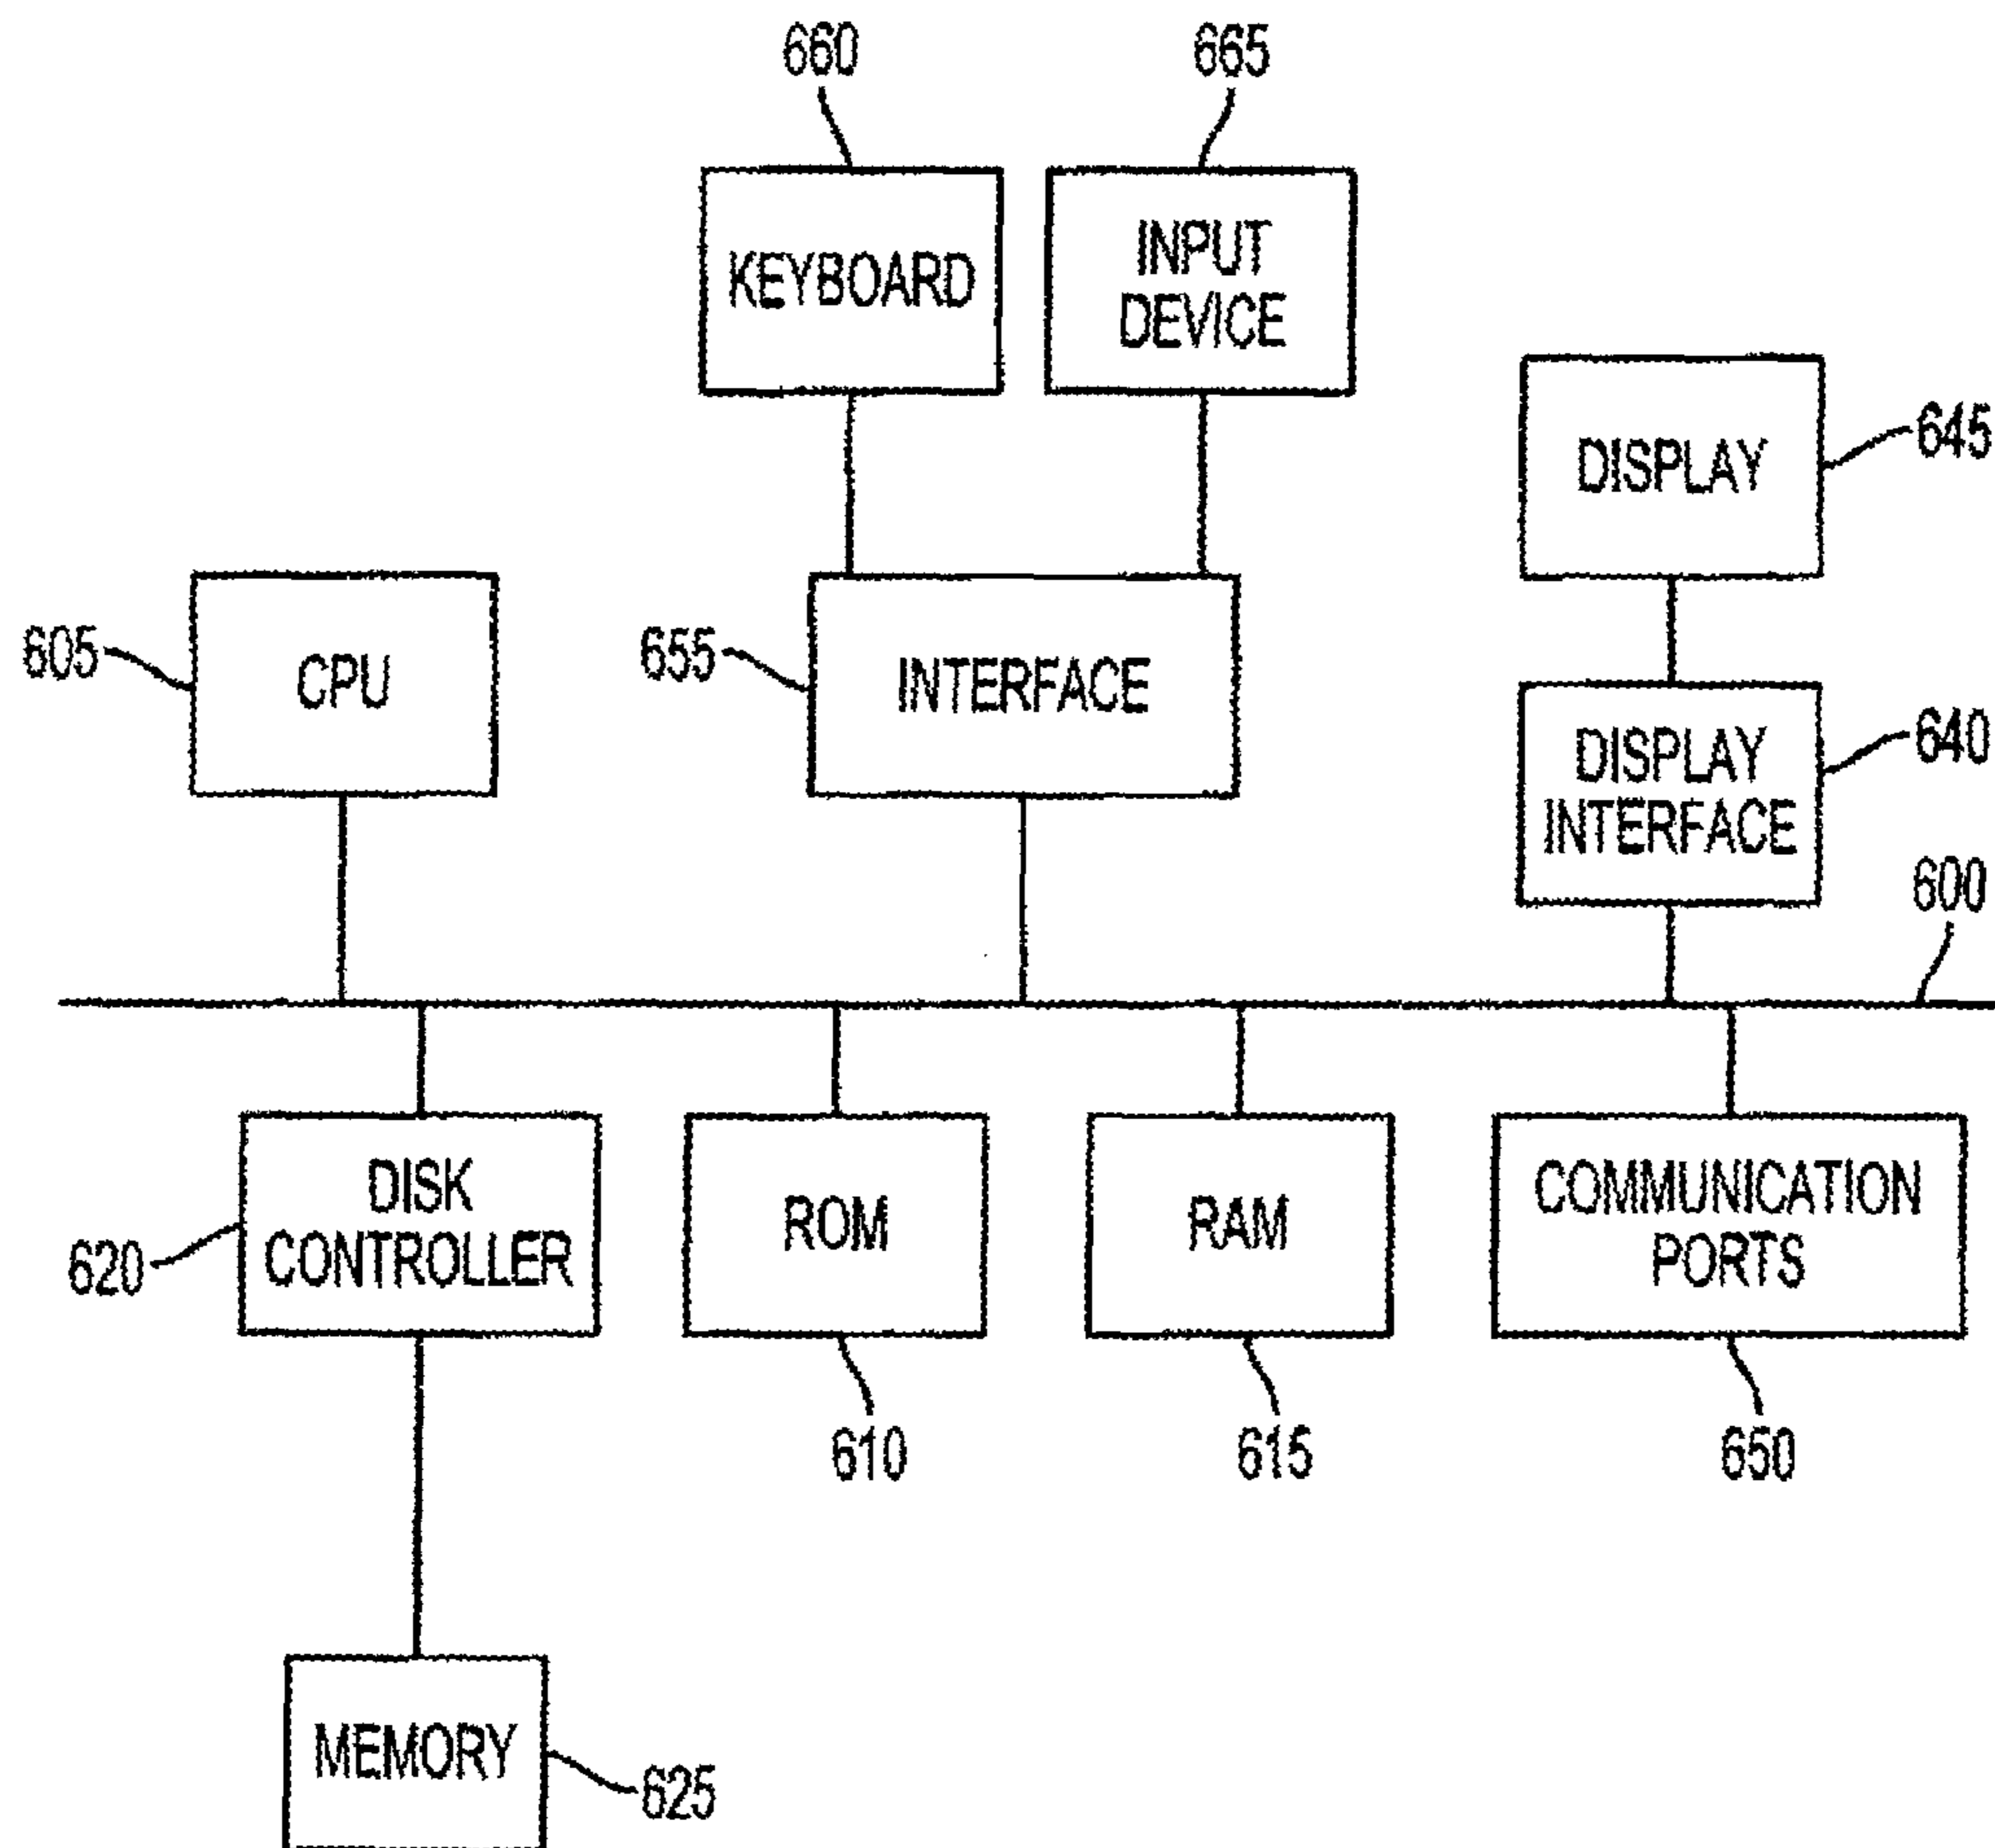 660
665
KEYBOARD
INPUT
DEVICE
645
DISPLAY
605
CPU
655
INTERFACE
640
DISPLAY
INTERFACE
600
620
DISK
CONTROLLER
ROM
RAM
COMMUNICATION
PORTS
610
615
650
MEMORY
625